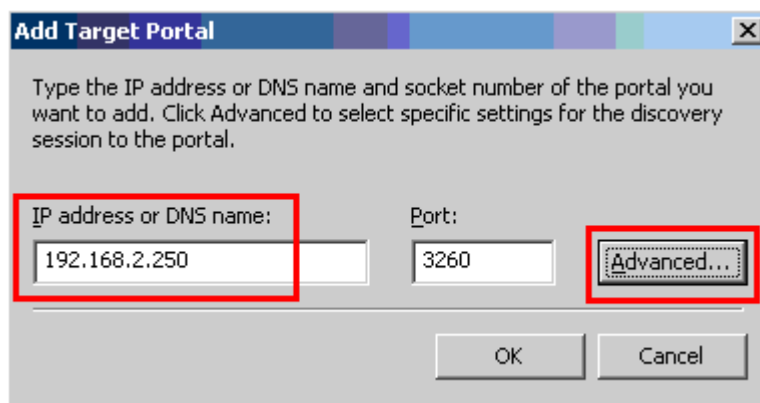 Add Target Portal
Type the IP address or DNS name and socket number of the portal you
want to add. Click Advanced to select specific settings for the discovery
session to the portal.
IP address or DNS name: Port:
192.168.2.250 3260 Advanced...
OK Cancel